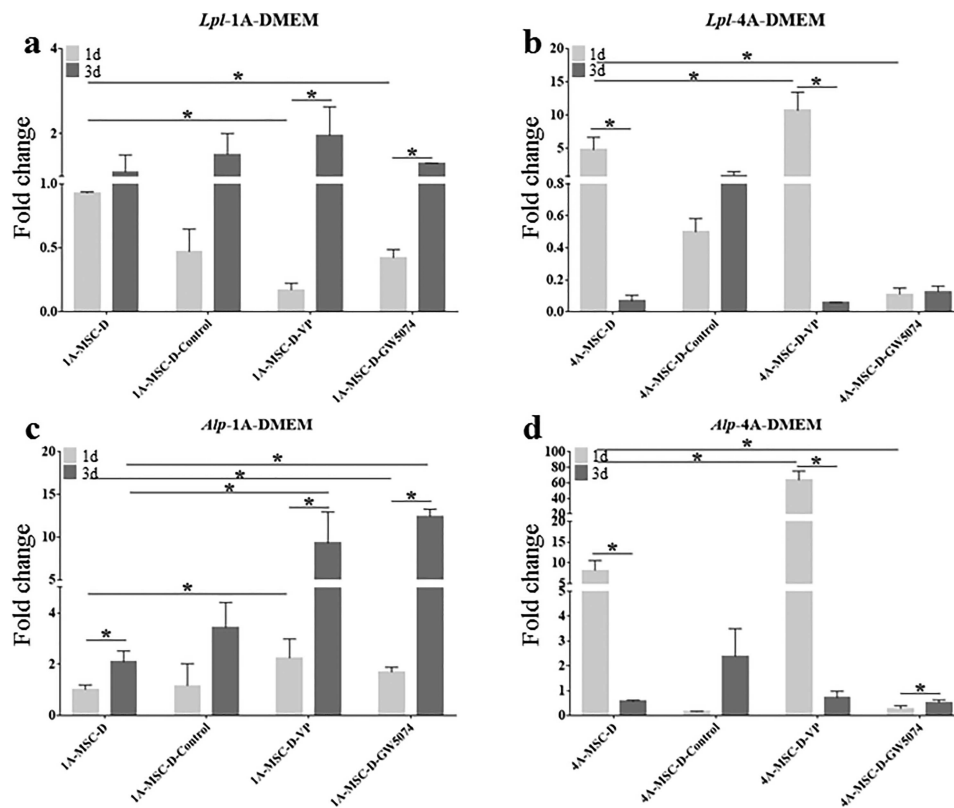 a
Lpl-1A-DMEM
1d
3d
Fold change
4
2
1.0
0.5
0.0
*
*
*
*
1A-MSC-D
1A-MSC-D-Control
1A-MSC-D-VP
1A-MSC-D-GW5074
b
Lpl-4A-DMEM
1d
3d
Fold change
20
15
10
5
0.8
0.6
0.4
0.2
0.0
*
*
*
*
4A-MSC-D
4A-MSC-D-Control
4A-MSC-D-VP
4A-MSC-D-GW5074
c
Alp-1A-DMEM
1d
3d
Fold change
20
15
10
5
4
2
0
*
*
*
*
*
*
*
1A-MSC-D
1A-MSC-D-Control
1A-MSC-D-VP
1A-MSC-D-GW5074
d
Alp-4A-DMEM
1d
3d
Fold change
100
80
60
40
20
20
15
10
5
5
4
3
2
1
0
*
*
*
*
*
4A-MSC-D
4A-MSC-D-Control
4A-MSC-D-VP
4A-MSC-D-GW5074